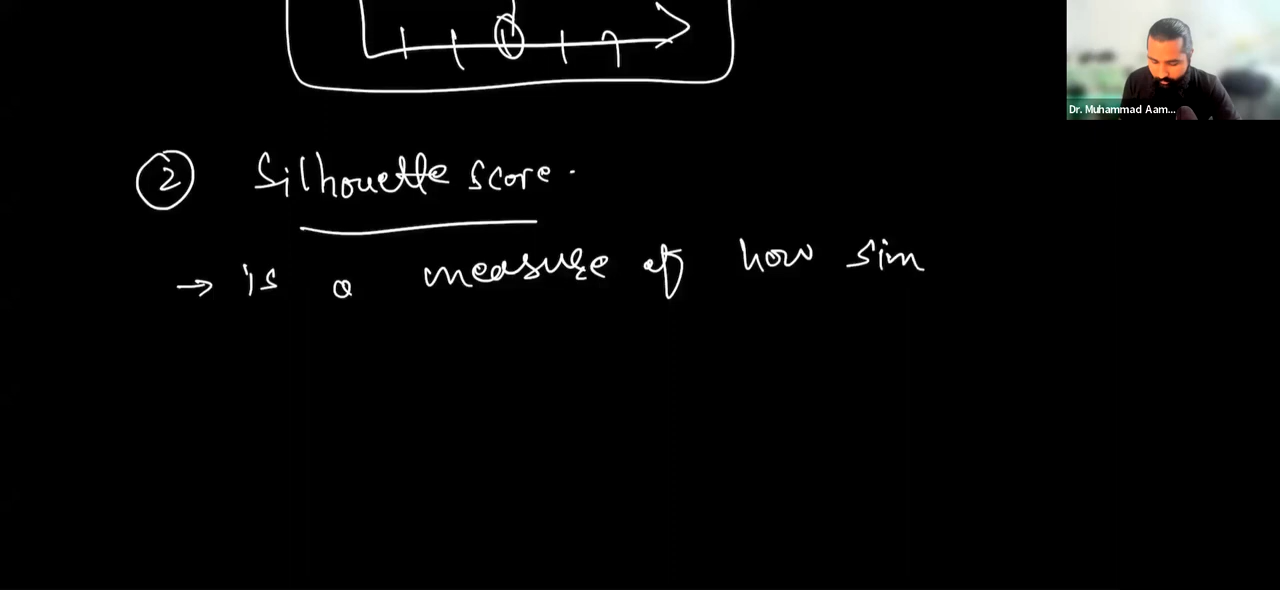 Dr. Muhammad Aam...
2 Silhouette score.
→ is a measure of how sim